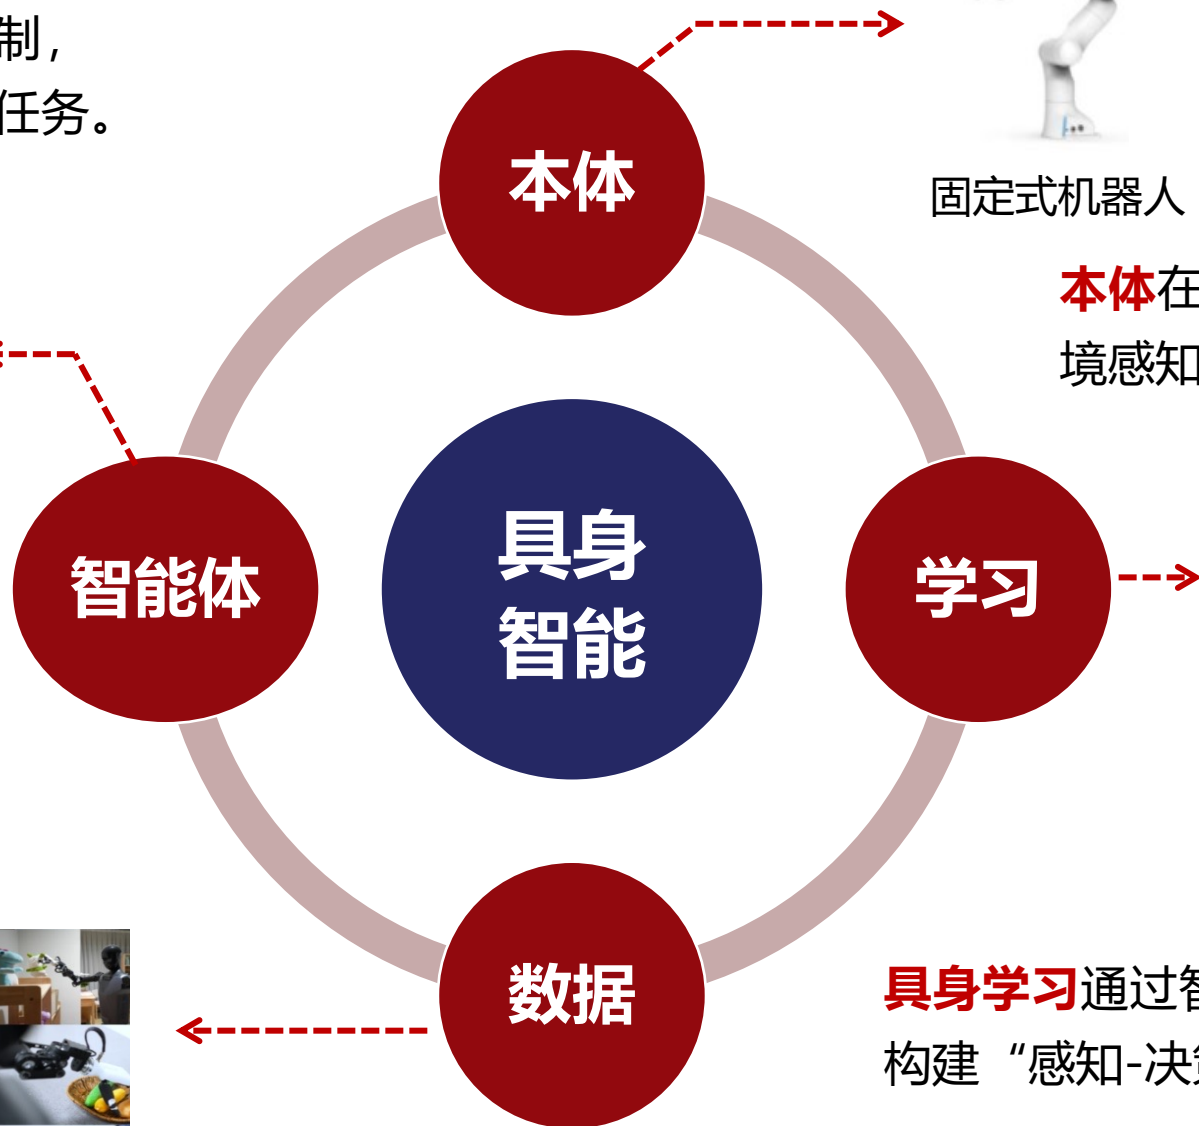 制，
任务。
本体
固定式机器人
本体在
境感知
智能体
具身
智能
学习
数据
具身学习通过智
构建“感知-决策